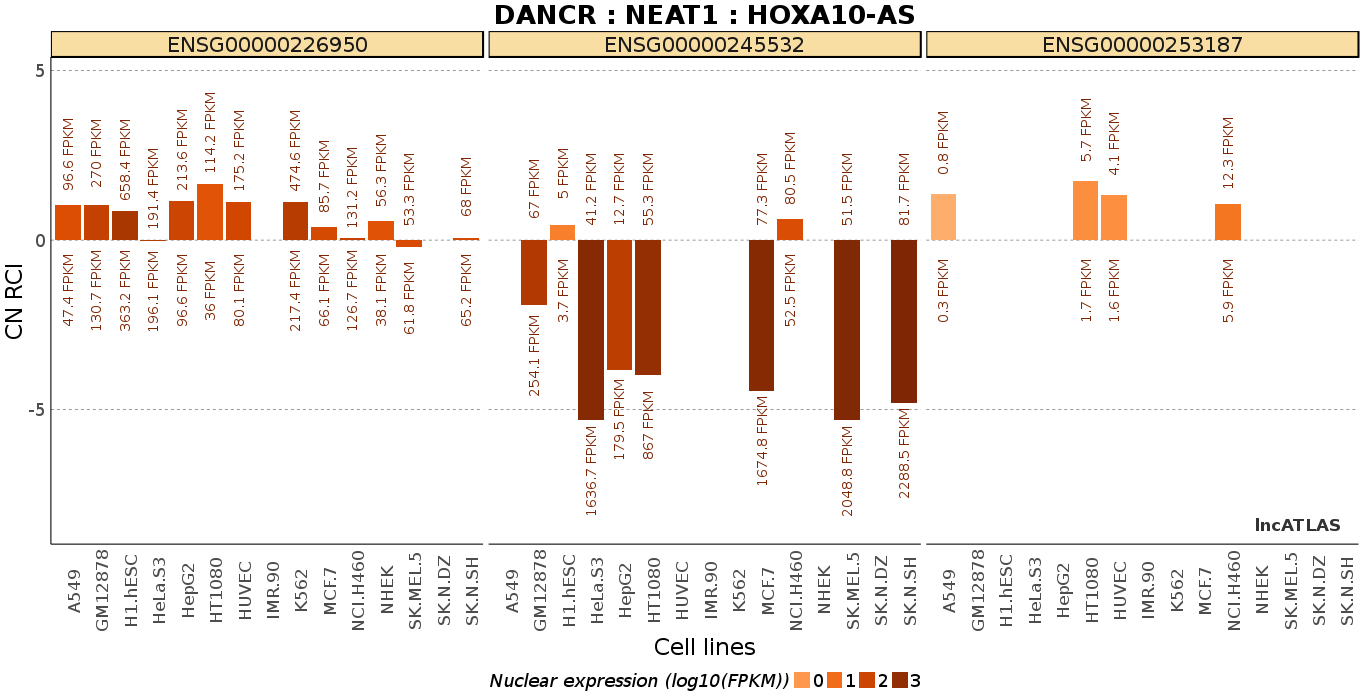 DANCR : NEAT1 : HOXA10-AS
ENSG00000226950 ENSG00000245532 ENSG00000253187
5
0
-5
CN RCI
96.6 FPKM
270 FPKM
658.4 FPKM
191.4 FPKM
213.6 FPKM
114.2 FPKM
175.2 FPKM
474.6 FPKM
85.7 FPKM
131.2 FPKM
56.3 FPKM
53.3 FPKM
68 FPKM
47.4 FPKM
130.7 FPKM
363.2 FPKM
196.1 FPKM
96.6 FPKM
36 FPKM
80.1 FPKM
217.4 FPKM
66.1 FPKM
126.7 FPKM
38.1 FPKM
61.8 FPKM
65.2 FPKM
67 FPKM
5 FPKM
41.2 FPKM
12.7 FPKM
55.3 FPKM
77.3 FPKM
80.5 FPKM
51.5 FPKM
81.7 FPKM
254.1 FPKM
3.7 FPKM
1636.7 FPKM
179.5 FPKM
867 FPKM
1674.8 FPKM
52.5 FPKM
2048.8 FPKM
2288.5 FPKM
0.8 FPKM
5.7 FPKM
4.1 FPKM
12.3 FPKM
0.3 FPKM
1.7 FPKM
1.6 FPKM
5.9 FPKM
lncATLAS
A549
GM12878
H1.hESC
HeLa.S3
HepG2
HT1080
HUVEC
IMR.90
K562
MCF.7
NCI.H460
NHEK
SK.MEL.5
SK.N.DZ
SK.N.SH
A549
GM12878
H1.hESC
HeLa.S3
HepG2
HT1080
HUVEC
IMR.90
K562
MCF.7
NCI.H460
NHEK
SK.MEL.5
SK.N.DZ
SK.N.SH
A549
GM12878
H1.hESC
HeLa.S3
HepG2
HT1080
HUVEC
IMR.90
K562
MCF.7
NCI.H460
NHEK
SK.MEL.5
SK.N.DZ
SK.N.SH
Cell lines
Nuclear expression (log10(FPKM)) 0 1 2 3